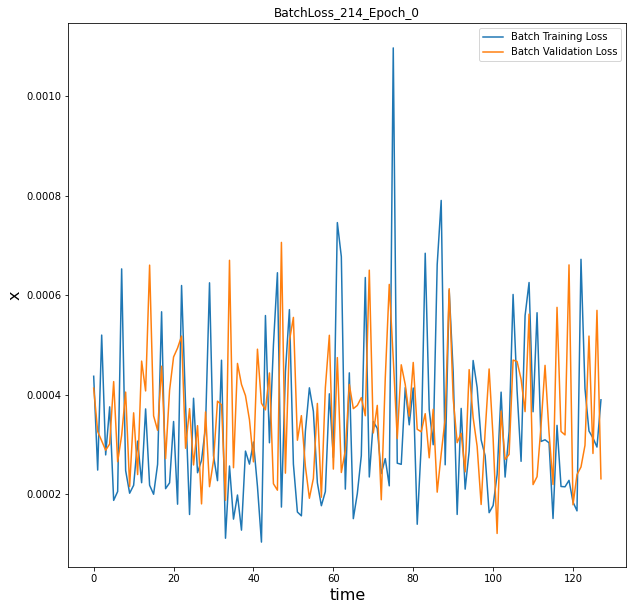 BatchLoss_214_Epoch_0
Batch Training Loss
Batch Validation Loss
0.0010
0.0008
0.0006
0.0004
0.0002
x
0 20 40 60 80 100 120
time